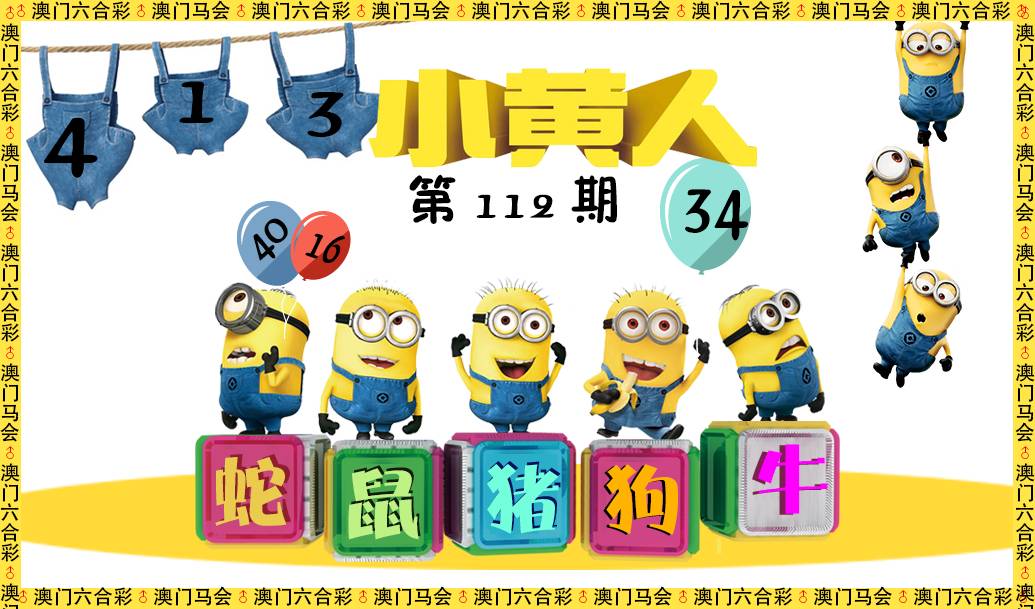 澳门六合彩♂澳门马会♂澳门六合彩♂澳门马会♂澳门六合彩♂澳门马会♂澳门六合彩♂澳门马会♂澳门六合彩
澳门六合彩♂澳门马会♂澳门六合彩♂澳门马会♂澳门六合彩♂澳
4 1 3
小黄人
第 112 期
40 16 34
蛇 鼠 猪 狗 牛
澳门六合彩♂澳门马会♂澳门六合彩♂澳门马会♂澳门六合彩♂澳
♂澳门六合彩♂澳门马会♂澳门六合彩♂澳门马会♂澳门六合彩♂澳门马会♂澳门六合彩♂澳门马会♂